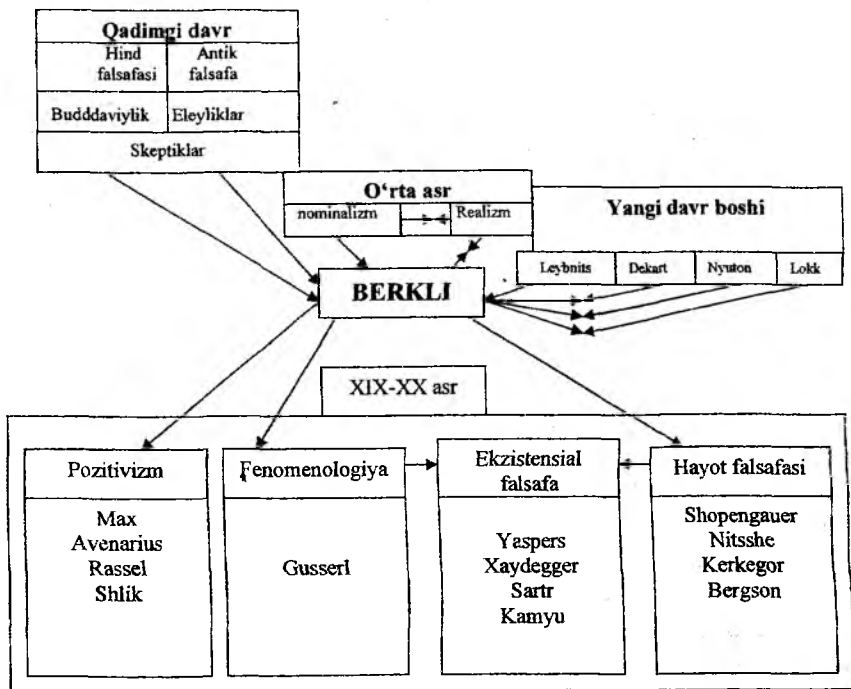 Qadimgi davr
Hind falsafasi
Antik falsafa
Budddaviylik
Eleyliklar
Skeptiklar
O‘rta asr
nominalizm
Realizm
Yangi davr boshi
Leybnits
Dekart
Nyuton
Lokk
BERKLI
XIX-XX asr
Pozitivizm
Max
Avenarius
Rassel
Shlik
Fenomenologiya
Gusserl
Ekzistensial
falsafa
Yaspers
Xaydegger
Sartr
Kamyu
Hayot falsafasi
Shopengauer
Nitsshe
Kerkegor
Bergson